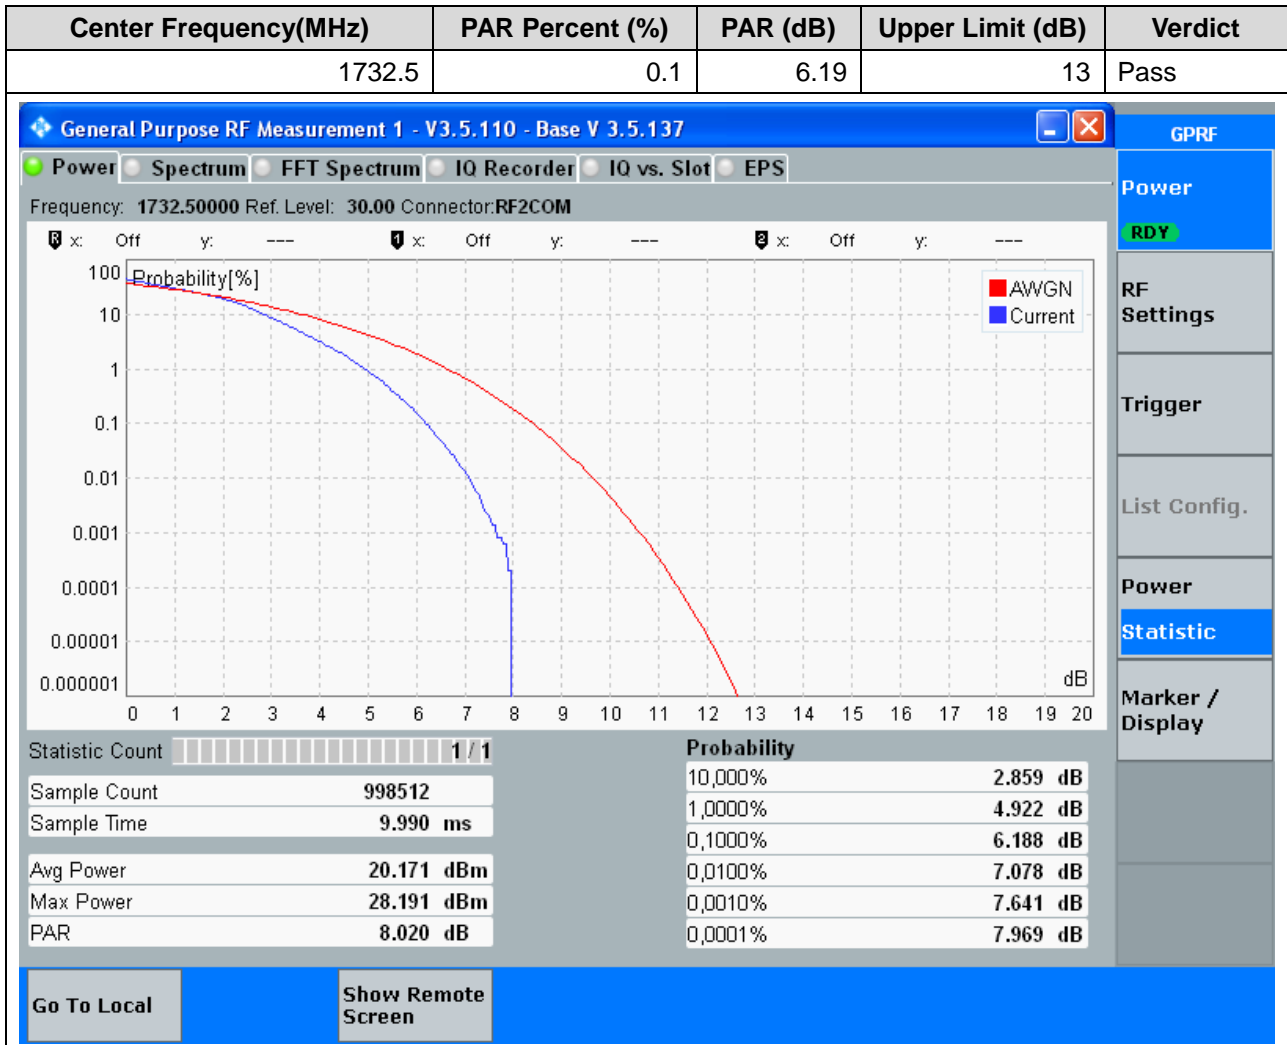 Center Frequency(MHz) PAR Percent (%) PAR (dB) Upper Limit (dB) Verdict
1732.5 0.1 6.19 13 Pass
General Purpose RF Measurement 1 - V3.5.110 - Base V 3.5.137
GPRF
Power Spectrum FFT Spectrum IQ Recorder IQ vs. Slot EPS
Frequency: 1732.50000 Ref. Level: 30.00 Connector:RF2COM
R x: Off y: --- 1 x: Off y: --- 2 x: Off y: ---
Probability[%]
AWGN
Current
100
10
1
0.1
0.01
0.001
0.0001
0.00001
0.000001
dB
0 1 2 3 4 5 6 7 8 9 10 11 12 13 14 15 16 17 18 19 20
Statistic Count 1 / 1
Sample Count 998512
Sample Time 9.990 ms
Avg Power 20.171 dBm
Max Power 28.191 dBm
PAR 8.020 dB
Probability
10,000% 2.859 dB
1,0000% 4.922 dB
0,1000% 6.188 dB
0,0100% 7.078 dB
0,0010% 7.641 dB
0,0001% 7.969 dB
Power
RDY
RF
Settings
Trigger
List Config.
Power
Statistic
Marker /
Display
Go To Local
Show Remote
Screen